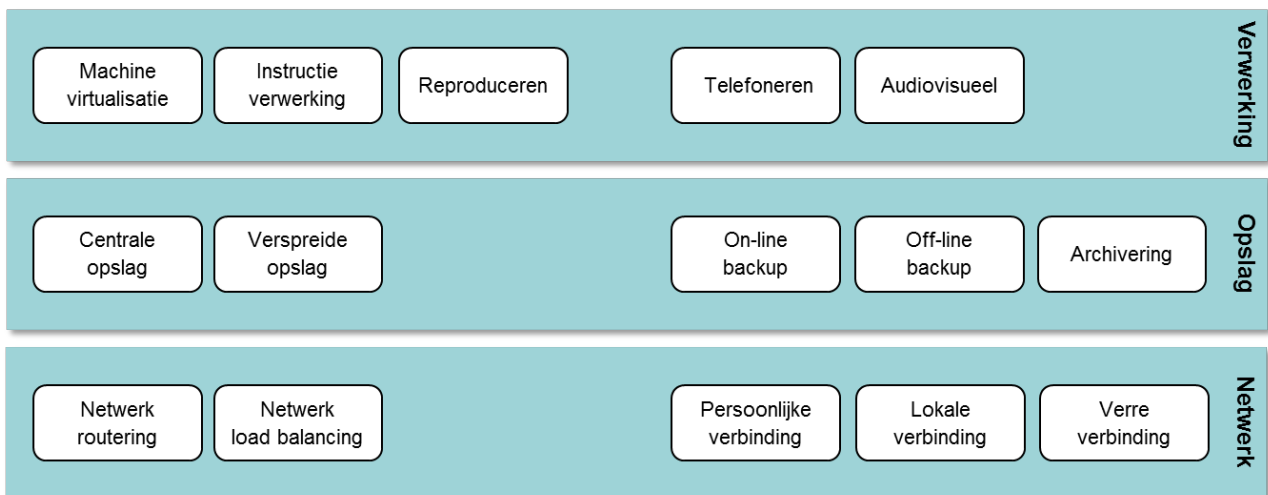 Machine
virtualisatie
Instructie
verwerking
Reproduceren
Telefoneren
Audiovisueel
Verwerking
Centrale
opslag
Verspreide
opslag
On-line
backup
Off-line
backup
Archivering
Opslag
Netwerk
routering
Netwerk
load balancing
Persoonlijke
verbinding
Lokale
verbinding
Verre
verbinding
Netwerk